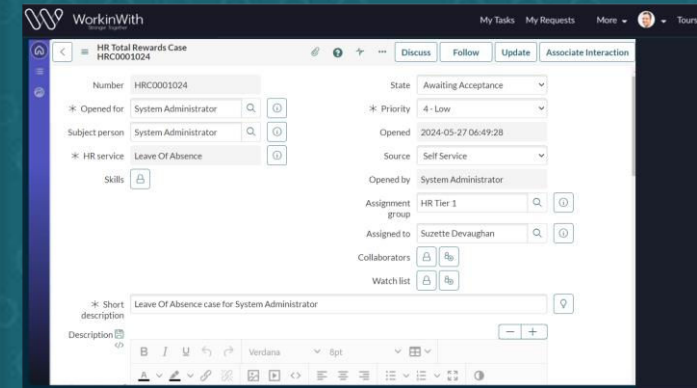 WorkinWith
Stronger Together
My Tasks My Requests More Tours
HR Total Rewards Case
HRC0001024
Discuss Follow Update Associate Interaction
Number HRC0001024
State Awaiting Acceptance
* Opened for System Administrator
* Priority 4 - Low
Subject person System Administrator
Opened 2024-05-27 06:49:28
* HR service Leave Of Absence
Source Self Service
Skills
Opened by System Administrator
Assignment group HR Tier 1
Assigned to Suzette Devaughan
Collaborators
Watch list
* Short description Leave Of Absence case for System Administrator
Description
B I U Verdana 8pt
A